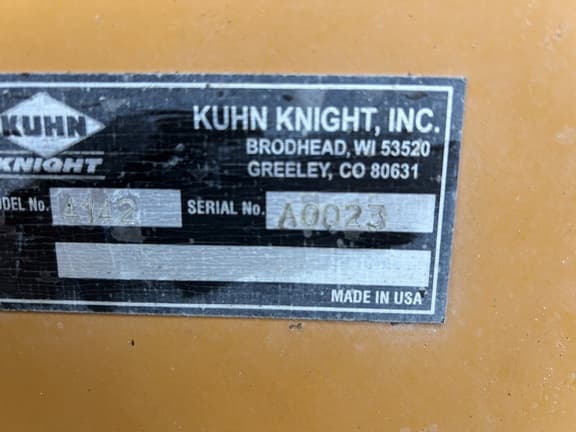 KUHN
KNIGHT
KUHN KNIGHT, INC.
BRODHEAD, WI 53520
GREELEY, CO 80631
MODEL No. 4142 SERIAL No. A0023
MADE IN USA